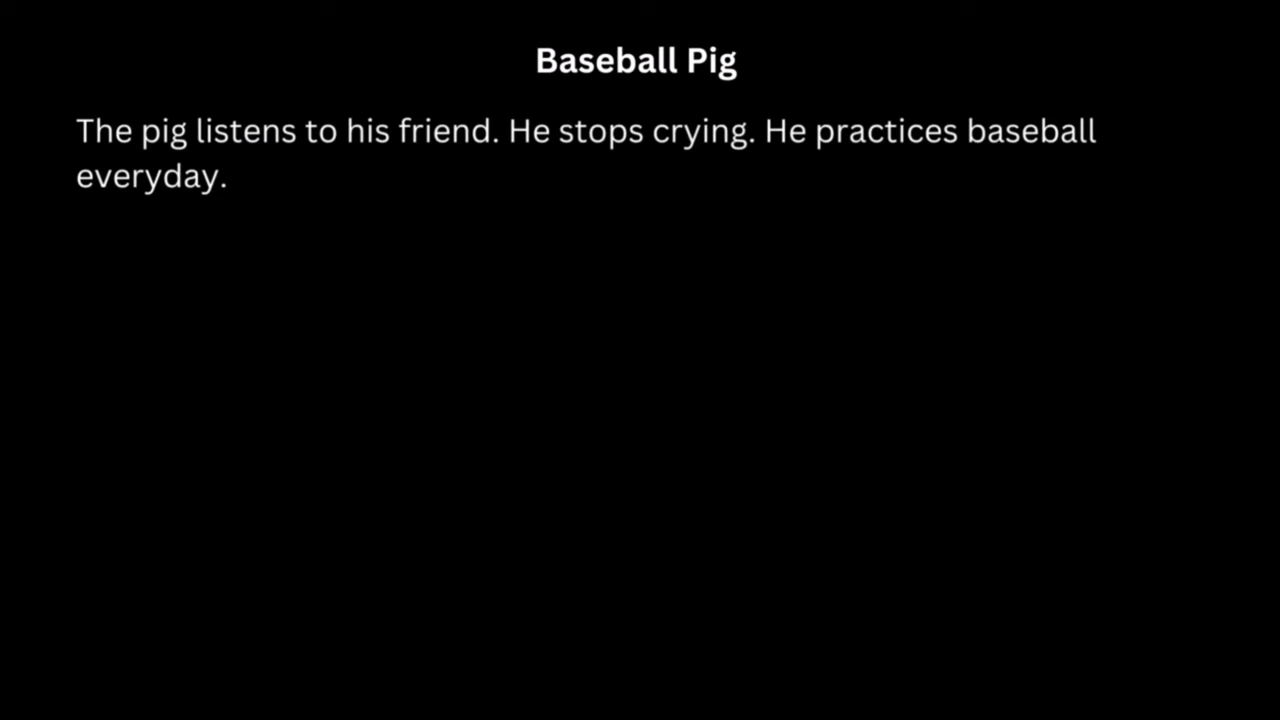 Baseball Pig
The pig listens to his friend. He stops crying. He practices baseball
everyday.